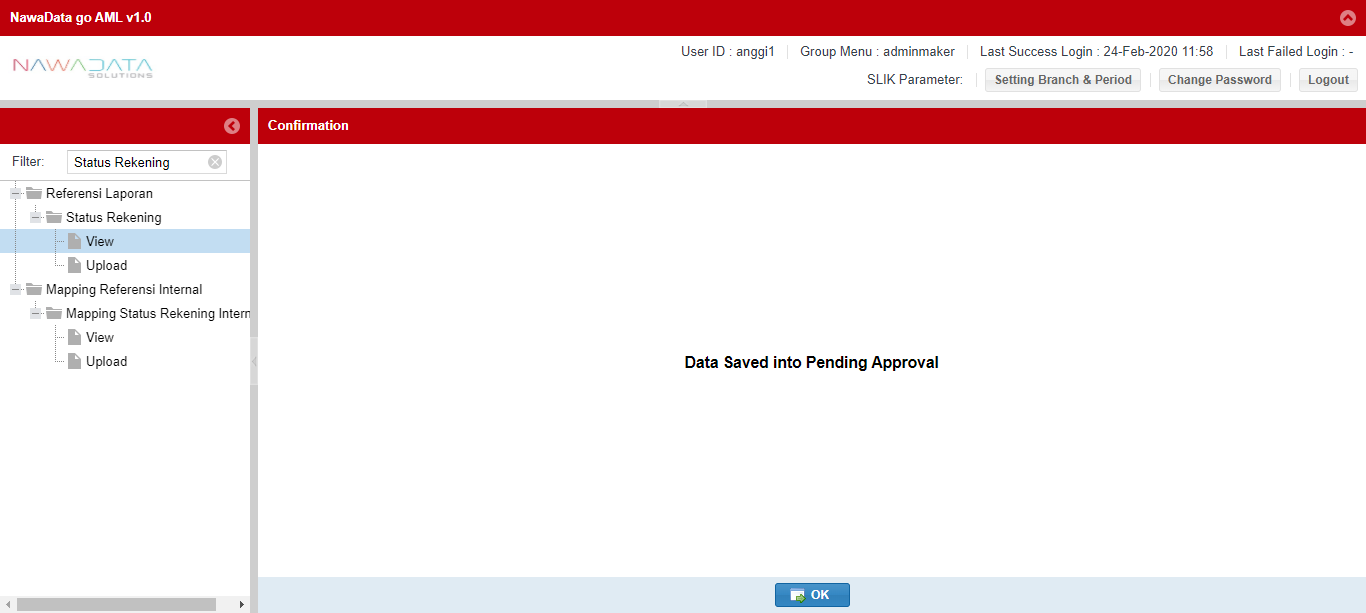 NawaData go AML v1.0
NAWADATA
SOLUTIONS
User ID : anggi1
Group Menu : adminmaker
Last Success Login : 24-Feb-2020 11:58
Last Failed Login : -
SLIK Parameter:
Setting Branch & Period
Change Password
Logout
Filter:
Status Rekening
Referensi Laporan
Status Rekening
View
Upload
Mapping Referensi Internal
Mapping Status Rekening Intern
View
Upload
Confirmation
Data Saved into Pending Approval
OK